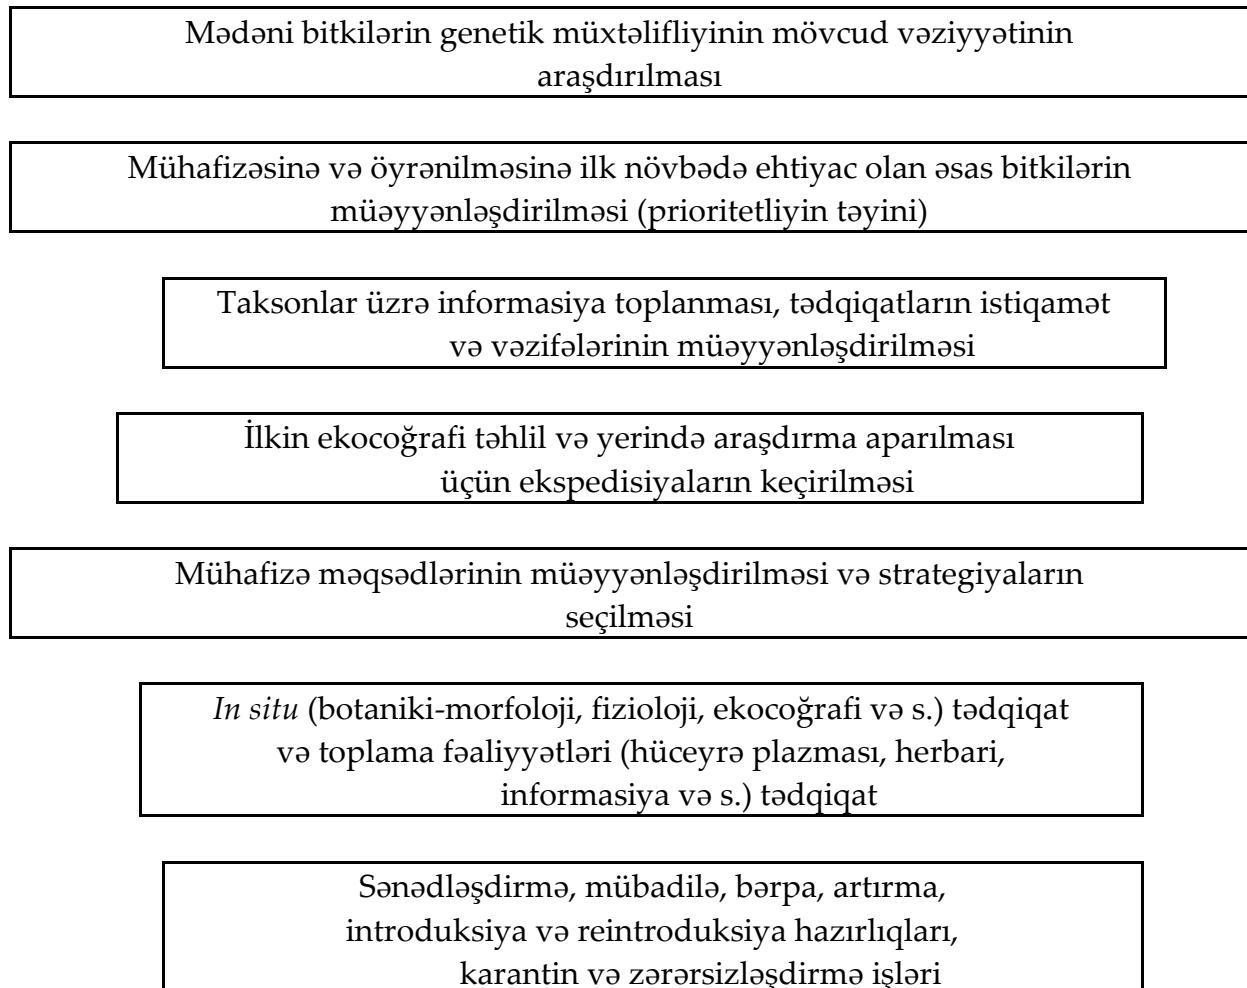 Mədəni bitkilərin genetik müxtəlifliyinin mövcud vəziyyətinin
araşdırılması
Mühafizəsinə və öyrənilməsinə ilk növbədə ehtiyac olan əsas bitkilərin
müəyyənləşdirilməsi (prioritetliyin təyini)
Taksonlar üzrə informasiya toplanması, tədqiqatların istiqamət
və vəzifələrinin müəyyənləşdirilməsi
İlkin ekocoğrafi təhlil və yerində araşdırma aparılması
üçün ekspedisiyaların keçirilməsi
Mühafizə məqsədlərinin müəyyənləşdirilməsi və strategiyaların
seçilməsi
In situ (botaniki-morfoloji, fizioloji, ekocoğrafi və s.) tədqiqat
və toplama fəaliyyətləri (hüceyrə plazması, herbari,
informasiya və s.) tədqiqat
Sənədləşdirmə, mübadilə, bərpa, artırma,
introduksiya və reintroduksiya hazırlıqları,
karantin və zərərsizləşdirmə işləri